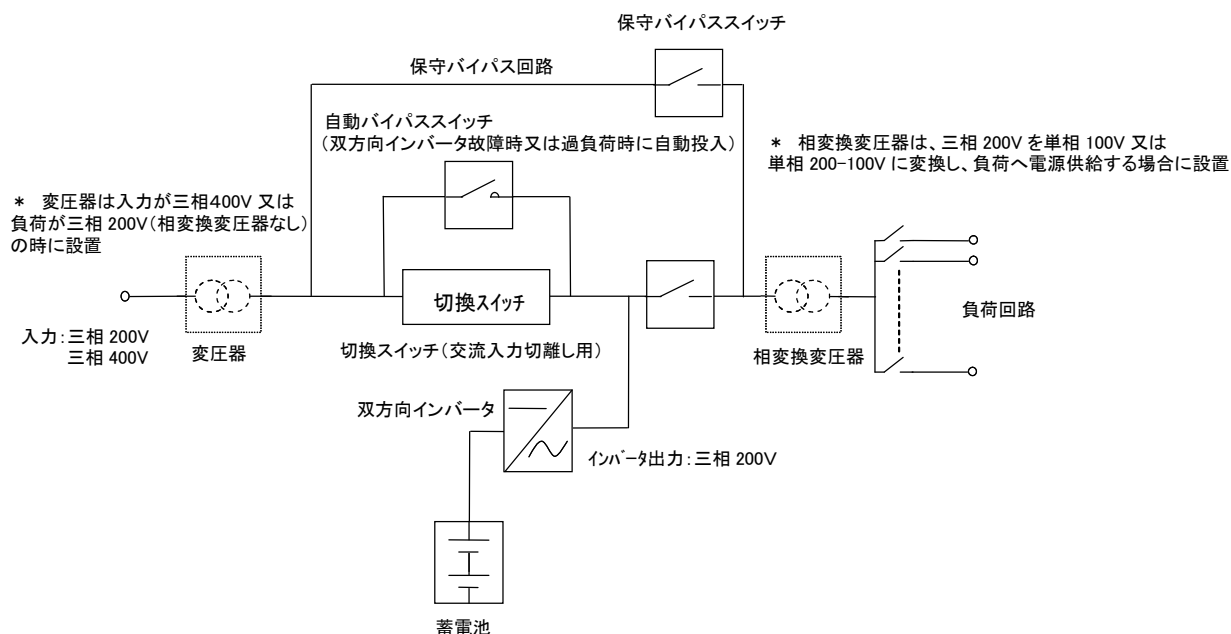 保守バイパススイッチ
保守バイパス回路
自動バイパススイッチ
(双方向インバータ故障時又は過負荷時に自動投入)
* 相変換変圧器は、三相 200V を単相 100V 又は
単相 200-100V に変換し、負荷へ電源供給する場合に設置
* 変圧器は入力が三相400V 又は
負荷が三相 200V(相変換変圧器なし)
の時に設置
切換スイッチ
負荷回路
入力:三相 200V
三相 400V
変圧器
切換スイッチ(交流入力切離し用)
相変換変圧器
双方向インバータ
インバータ出力:三相 200V
蓄電池